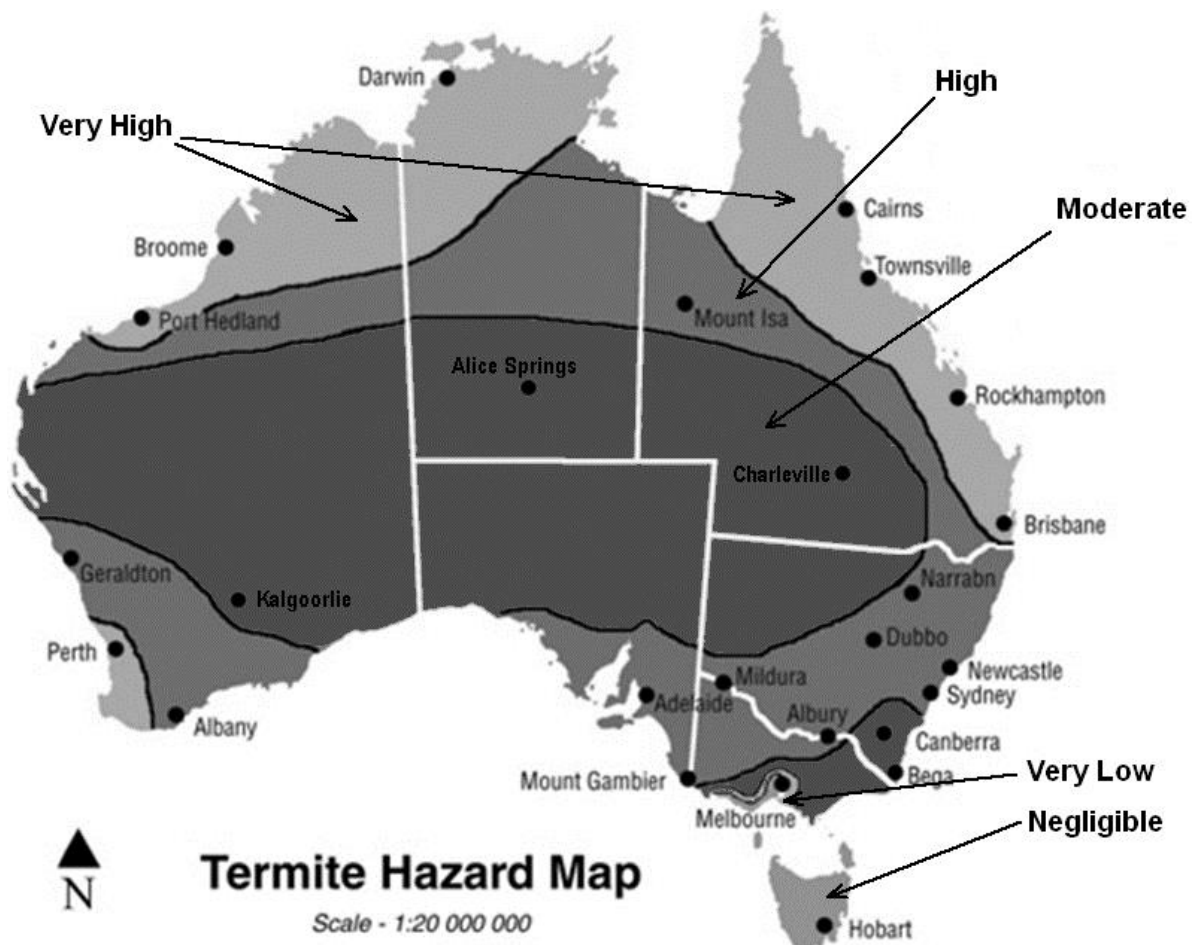 Darwin
High
Very High
Cairns
Moderate
Broome
Townsville
Port Hedland
Mount Isa
Alice Springs
Rockhampton
Charleville
Brisbane
Geraldton
Narrabn
Kalgoorlie
Dubbo
Perth
Newcastle
Mildura
Sydney
Adelaide
Albury
Albany
Canberra
Mount Gambier
Bega
Very Low
Melbourne
Negligible
N
Termite Hazard Map
Scale - 1:20 000 000
Hobart